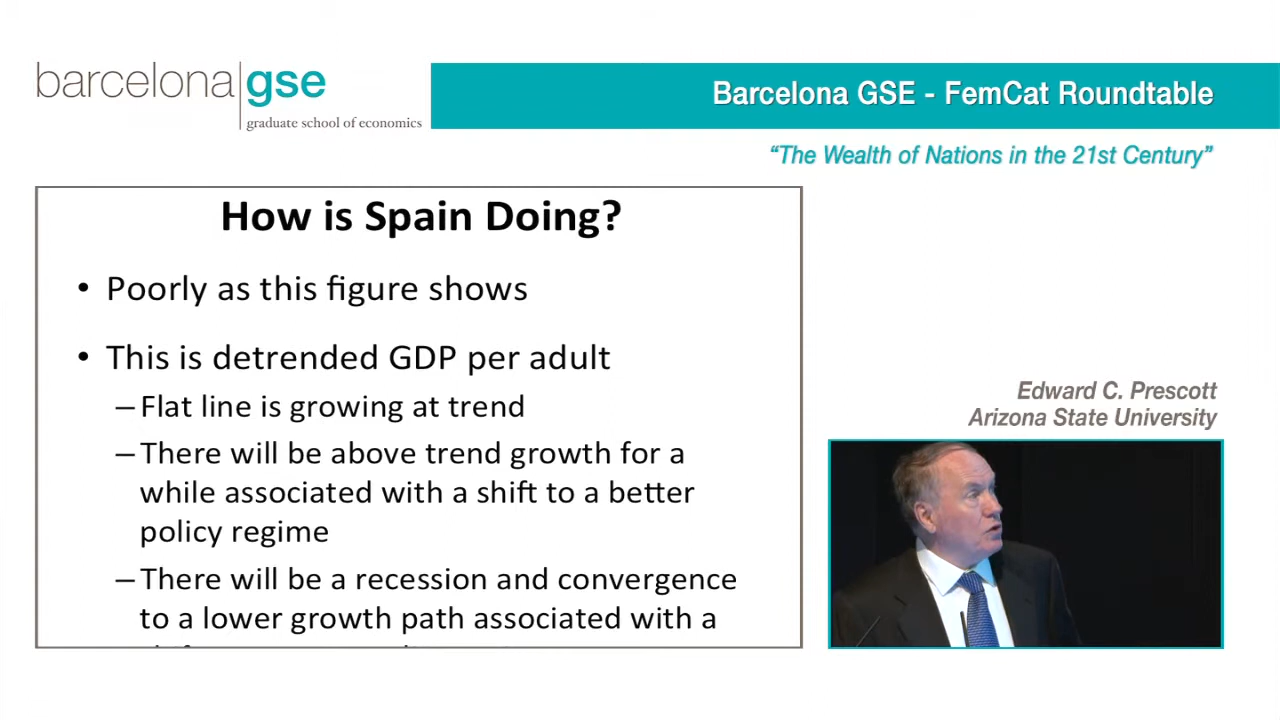 barcelona|gse
graduate school of economics
Barcelona GSE - FemCat Roundtable
“The Wealth of Nations in the 21st Century”
How is Spain Doing?
• Poorly as this figure shows
• This is detrended GDP per adult
–Flat line is growing at trend
–There will be above trend growth for a
while associated with a shift to a better
policy regime
–There will be a recession and convergence
to a lower growth path associated with a
Edward C. Prescott
Arizona State University